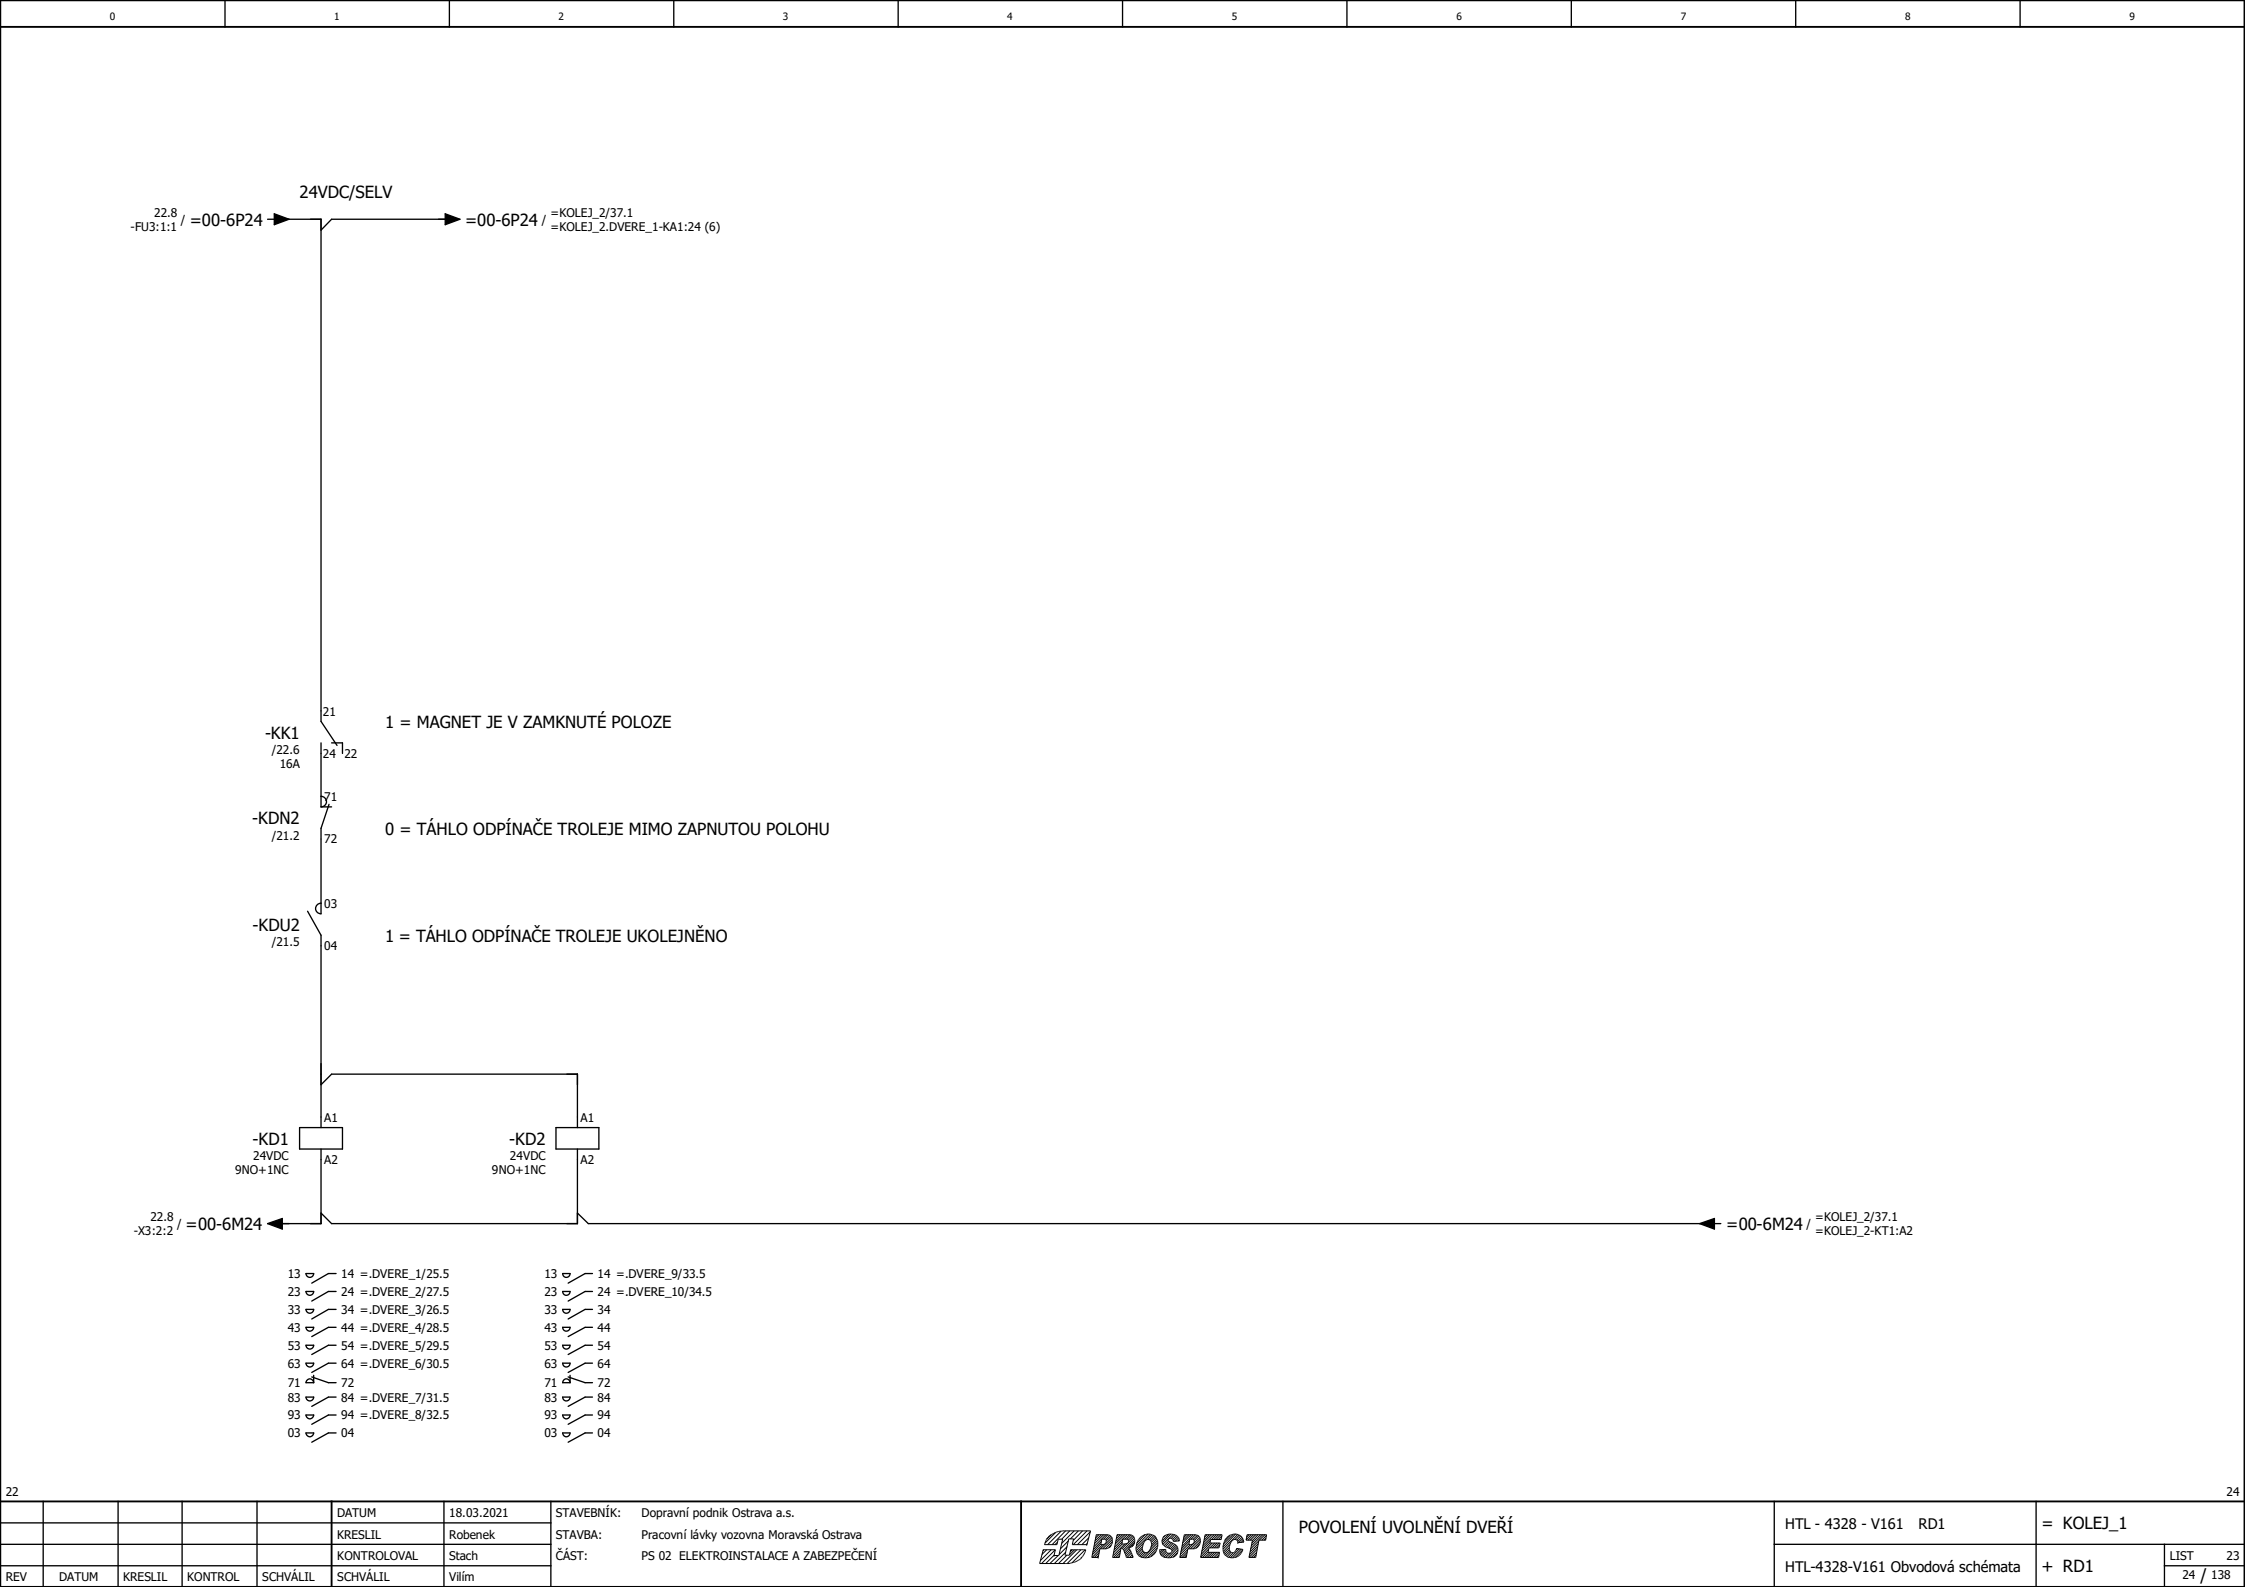 0 1 2 3 4 5 6 7 8 9
24VDC/SELV
22.8
-FU3:1:1 / =00-6P24
=00-6P24 / =KOLEJ_2/37.1
=KOLEJ_2.DVERE_1-KA1:24 (6)
21
-KK1
/22.6
16A
24 22
1 = MAGNET JE V ZAMKNUTÉ POLOZE
71
-KDN2
/21.2
72
0 = TÁHLO ODPÍNAČE TROLEJE MIMO ZAPNUTOU POLOHU
03
-KDU2
/21.5
04
1 = TÁHLO ODPÍNAČE TROLEJE UKOLEJNĚNO
A1
-KD1
24VDC
9NO+1NC
A2
A1
-KD2
24VDC
9NO+1NC
A2
22.8
-X3:2:2 / =00-6M24
=00-6M24 / =KOLEJ_2/37.1
=KOLEJ_2-KT1:A2
13 14 =.DVERE_1/25.5
23 24 =.DVERE_2/27.5
33 34 =.DVERE_3/26.5
43 44 =.DVERE_4/28.5
53 54 =.DVERE_5/29.5
63 64 =.DVERE_6/30.5
71 72
83 84 =.DVERE_7/31.5
93 94 =.DVERE_8/32.5
03 04
13 14 =.DVERE_9/33.5
23 24 =.DVERE_10/34.5
33 34
43 44
53 54
63 64
71 72
83 84
93 94
03 04
22
24
DATUM 18.03.2021
KRESLIL Robenek
KONTROLOVAL Stach
REV DATUM KRESLIL KONTROL SCHVÁLIL SCHVÁLIL Vilím
STAVEBNÍK: Dopravní podnik Ostrava a.s.
STAVBA: Pracovní lávky vozovna Moravská Ostrava
ČÁST: PS 02 ELEKTROINSTALACE A ZABEZPEČENÍ
PROSPECT
POVOLENÍ UVOLNĚNÍ DVEŘÍ
HTL - 4328 - V161 RD1
HTL-4328-V161 Obvodová schémata
= KOLEJ_1
+ RD1
LIST 23
24 / 138